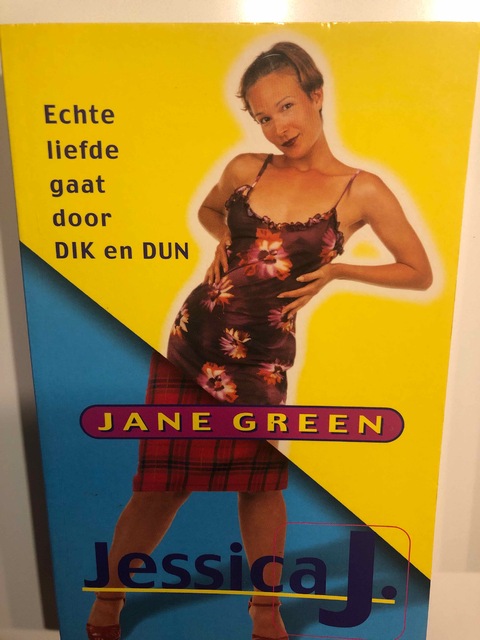 Echte
liefde
gaat
door
DIK en DUN
JANE GREEN
Jessica J.